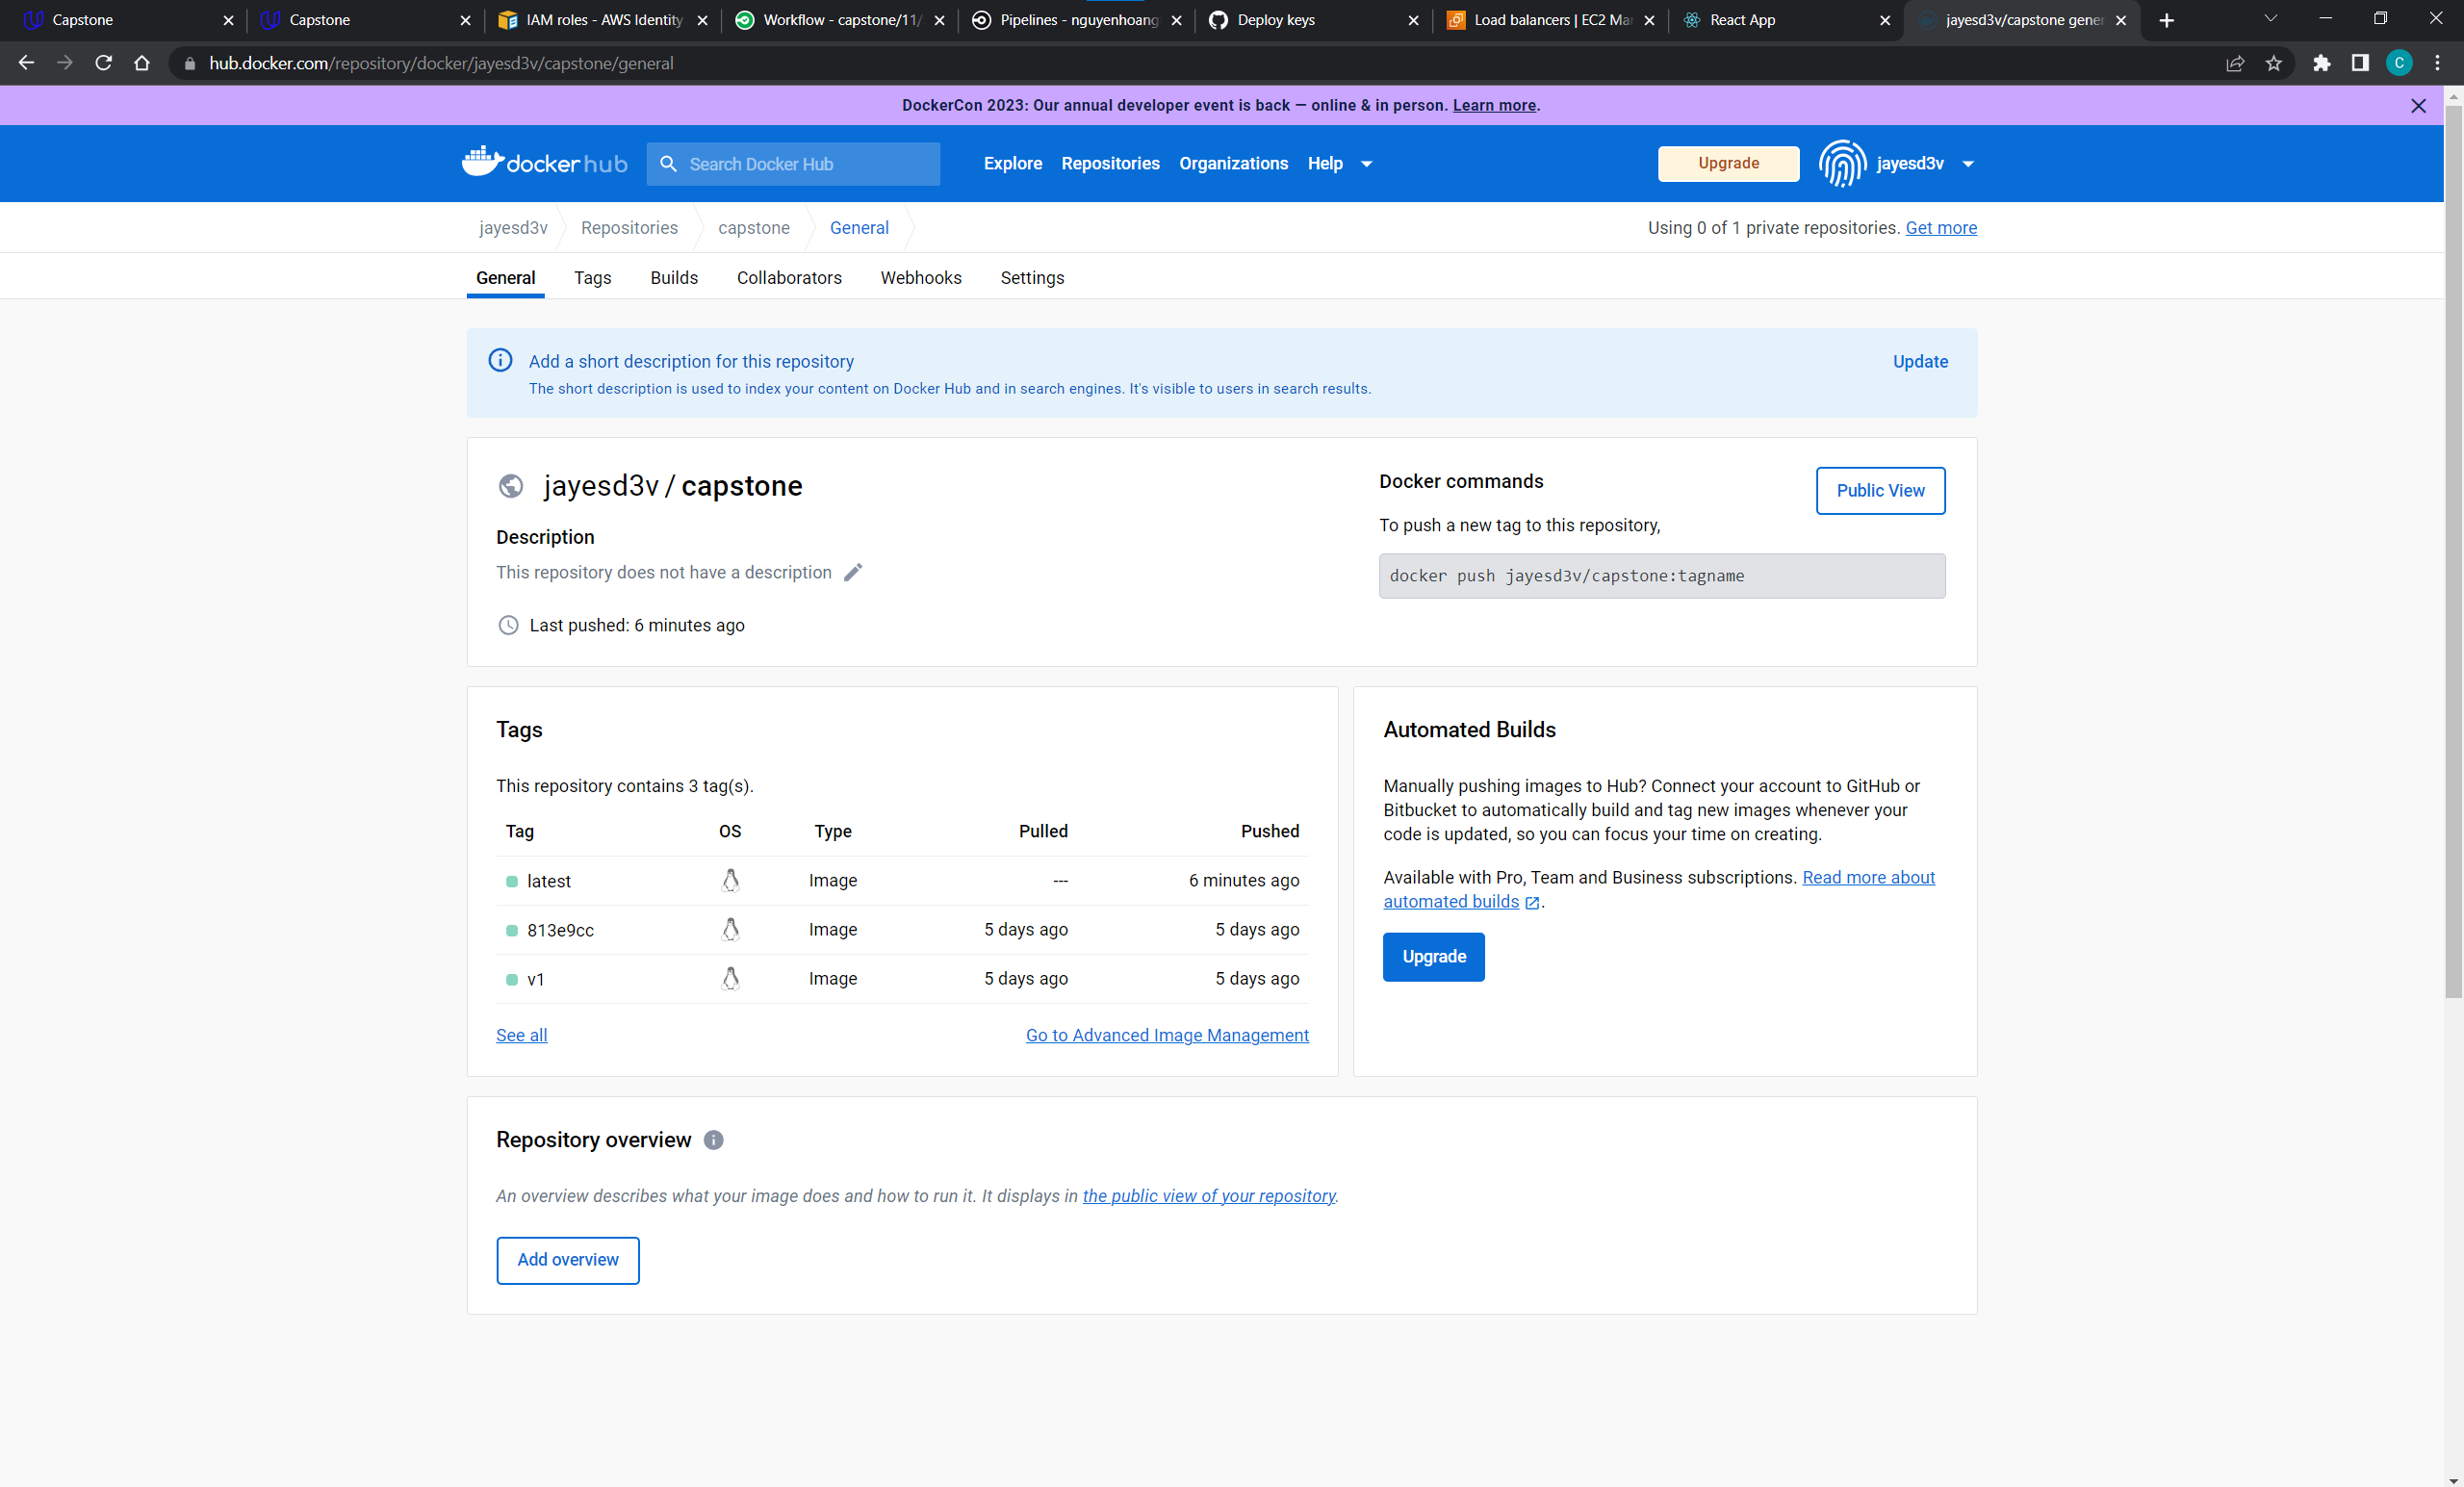 Capstone
Capstone
IAM roles - AWS Identity
Workflow - capstone/11/
Pipelines - nguyenhoang
Deploy keys
Load balancers | EC2 Mar
React App
jayesd3v/capstone gener
hub.docker.com/repository/docker/jayesd3v/capstone/general
C
DockerCon 2023: Our annual developer event is back — online & in person. Learn more.
dockerhub
Search Docker Hub
Explore
Repositories
Organizations
Help
Upgrade
jayesd3v
jayesd3v
Repositories
capstone
General
Using 0 of 1 private repositories. Get more
General
Tags
Builds
Collaborators
Webhooks
Settings
Add a short description for this repository
Update
The short description is used to index your content on Docker Hub and in search engines. It's visible to users in search results.
jayesd3v / capstone
Description
This repository does not have a description
Last pushed: 6 minutes ago
Docker commands
Public View
To push a new tag to this repository,
docker push jayesd3v/capstone:tagname
Tags
This repository contains 3 tag(s).
Tag OS Type Pulled Pushed
latest Image --- 6 minutes ago
813e9cc Image 5 days ago 5 days ago
v1 Image 5 days ago 5 days ago
See all
Go to Advanced Image Management
Automated Builds
Manually pushing images to Hub? Connect your account to GitHub or
Bitbucket to automatically build and tag new images whenever your
code is updated, so you can focus your time on creating.
Available with Pro, Team and Business subscriptions. Read more about
automated builds.
Upgrade
Repository overview
An overview describes what your image does and how to run it. It displays in the public view of your repository.
Add overview